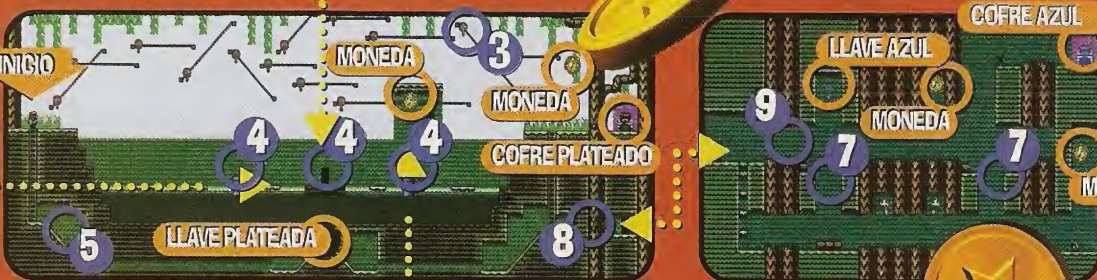 INICIO
MONEDA
3
MONEDA
COFRE PLATEADO
4
4
4
5
LLAVE PLATEADA
8
COFRE AZUL
LLAVE AZUL
MONEDA
9
7
7
M